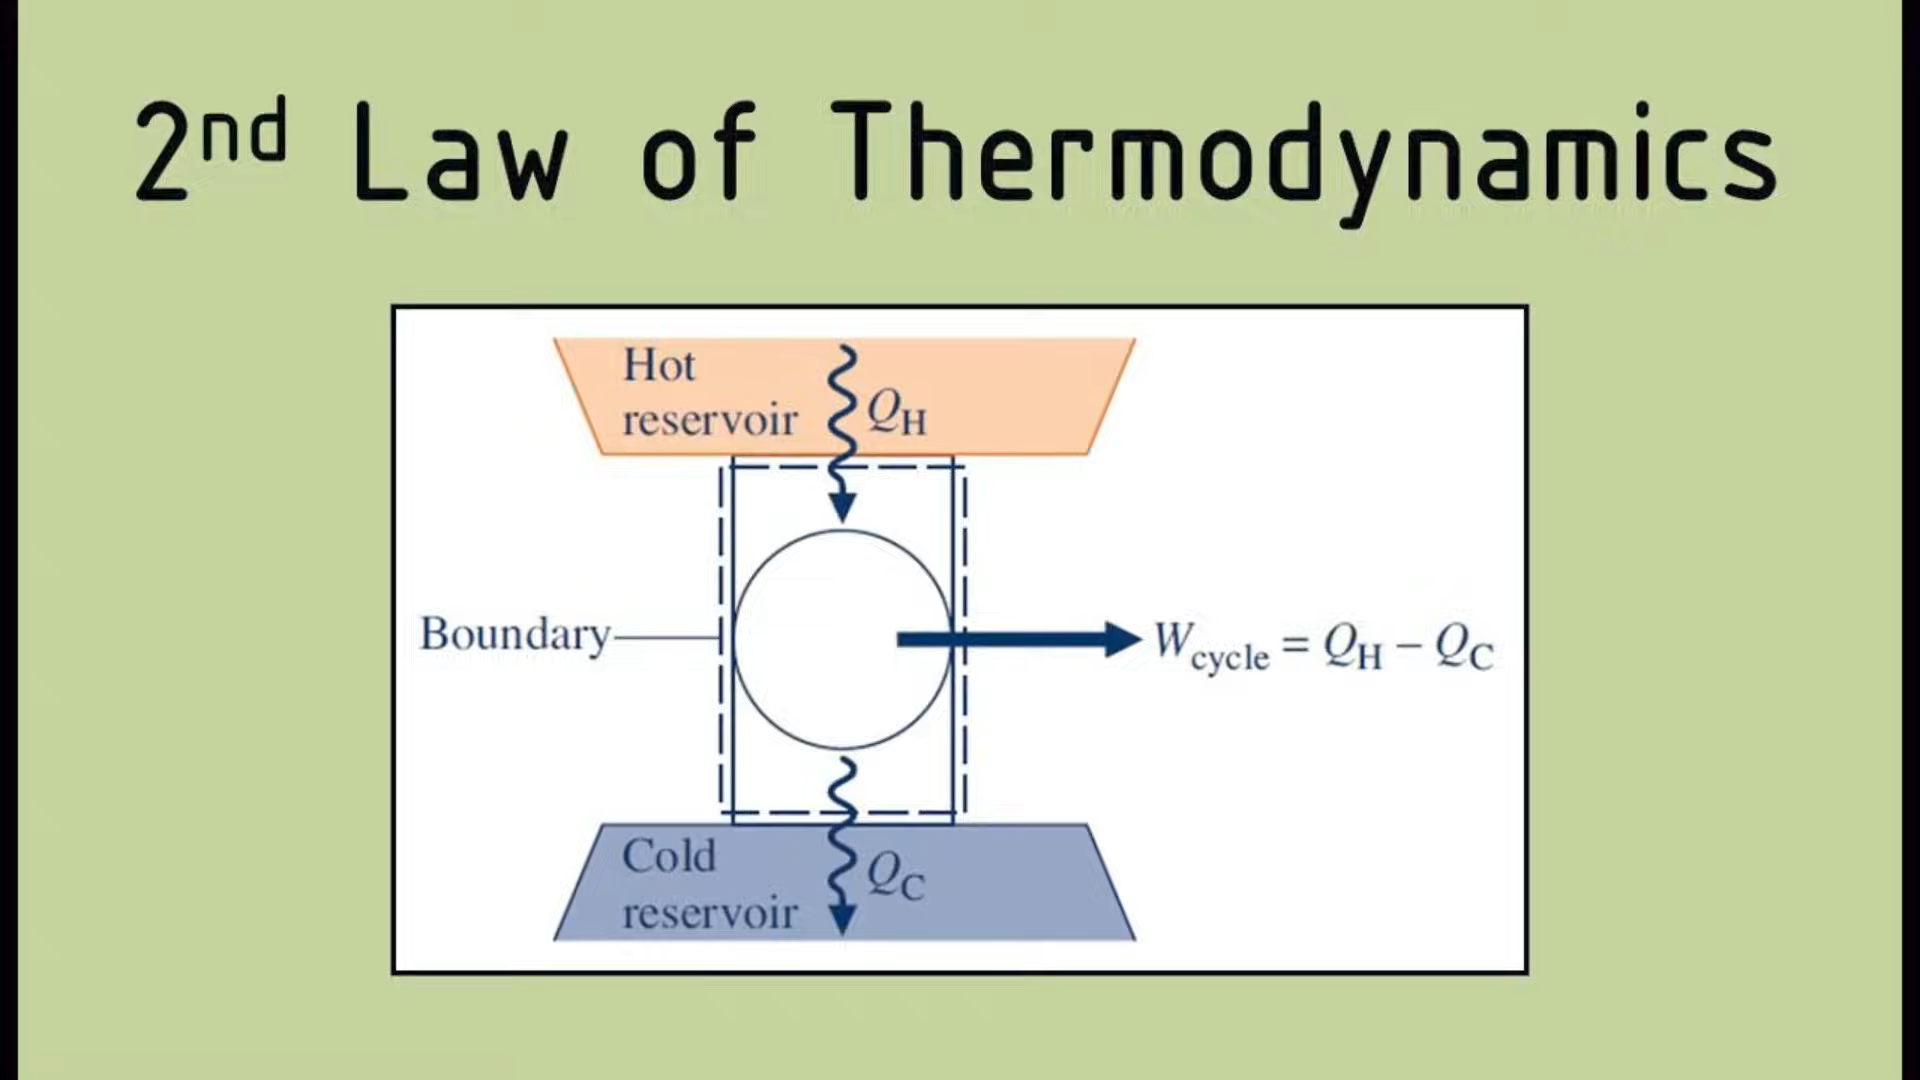 2nd Law of Thermodynamics
Hot
reservoir
QH
Boundary
Wcycle = QH – QC
Cold
reservoir
QC